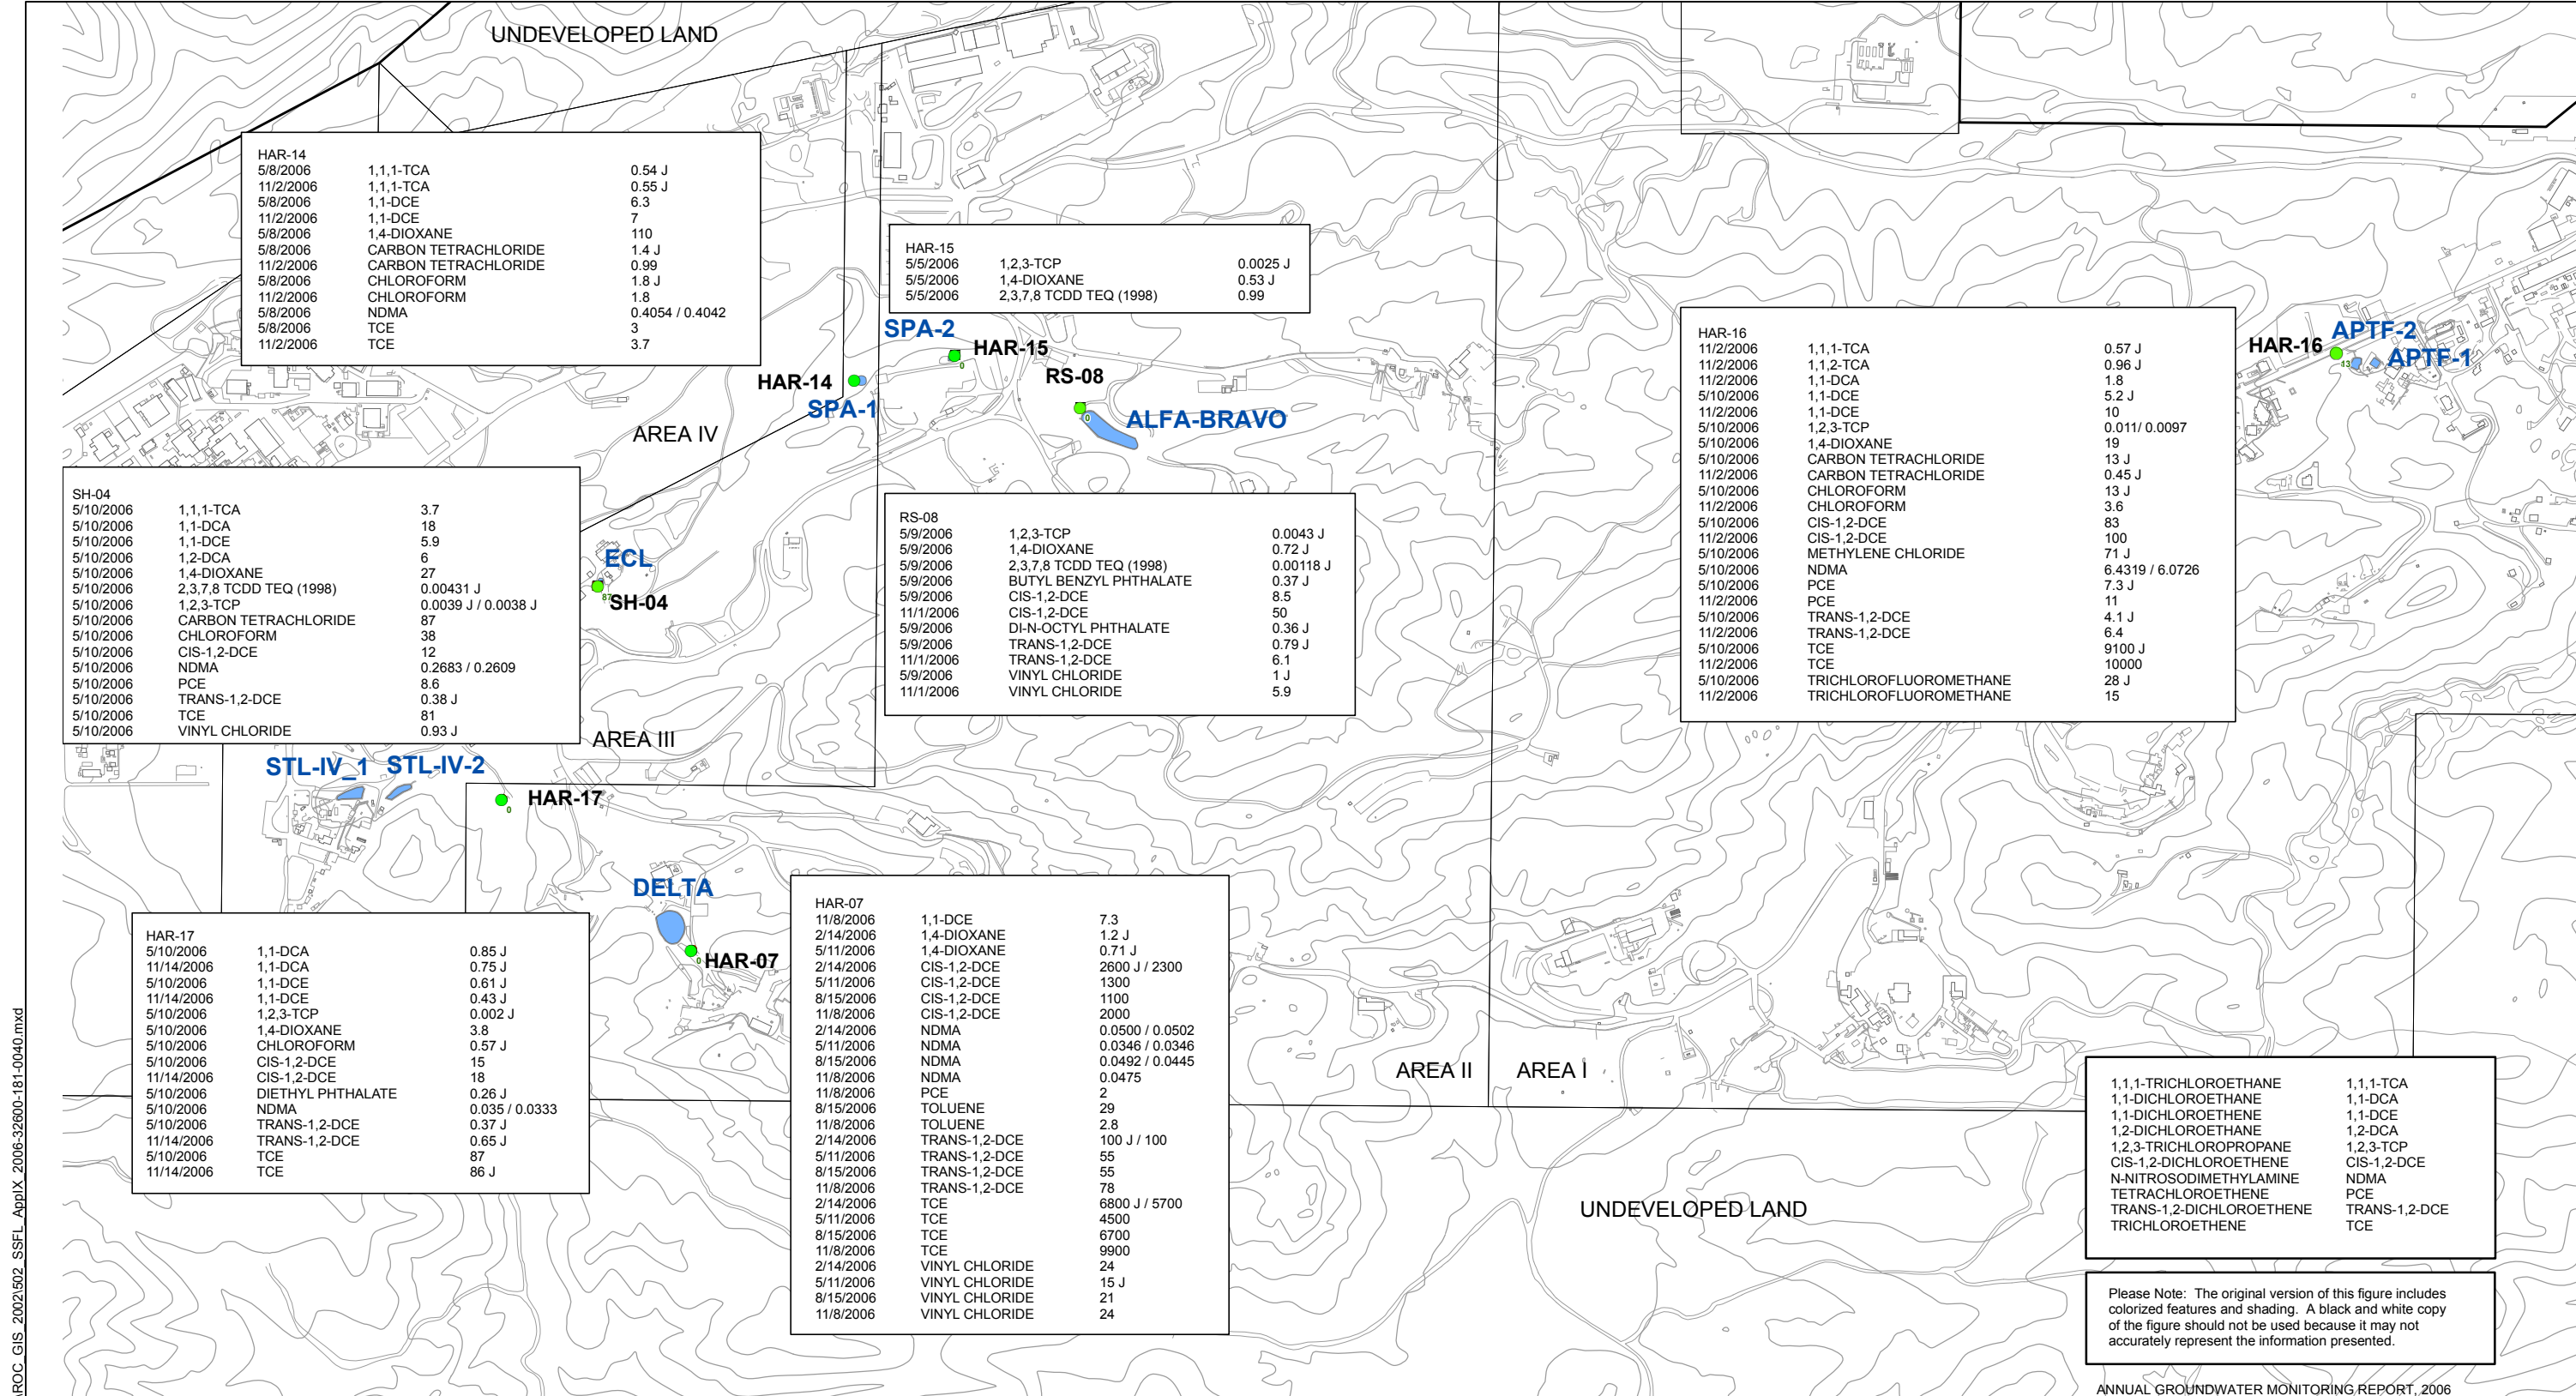 UNDEVELOPED LAND
HAR-14
5/8/2006 1,1,1-TCA 0.54 J
11/2/2006 1,1,1-TCA 0.55 J
5/8/2006 1,1-DCE 6.3
11/2/2006 1,1-DCE 7
5/8/2006 1,4-DIOXANE 110
5/8/2006 CARBON TETRACHLORIDE 1.4 J
11/2/2006 CARBON TETRACHLORIDE 0.99
5/8/2006 CHLOROFORM 1.8 J
11/2/2006 CHLOROFORM 1.8
5/8/2006 NDMA 0.4054 / 0.4042
5/8/2006 TCE 3
11/2/2006 TCE 3.7
HAR-15
5/5/2006 1,2,3-TCP 0.0025 J
5/5/2006 1,4-DIOXANE 0.53 J
5/5/2006 2,3,7,8 TCDD TEQ (1998) 0.99
SPA-2
HAR-15
0
RS-08
0
ALFA-BRAVO
HAR-14
SPA-1
AREA IV
HAR-16
11/2/2006 1,1,1-TCA 0.57 J
11/2/2006 1,1,2-TCA 0.96 J
11/2/2006 1,1-DCA 1.8
5/10/2006 1,1-DCE 5.2 J
11/2/2006 1,1-DCE 10
5/10/2006 1,2,3-TCP 0.011/ 0.0097
5/10/2006 1,4-DIOXANE 19
5/10/2006 CARBON TETRACHLORIDE 13 J
11/2/2006 CARBON TETRACHLORIDE 0.45 J
5/10/2006 CHLOROFORM 13 J
11/2/2006 CHLOROFORM 3.6
5/10/2006 CIS-1,2-DCE 83
11/2/2006 CIS-1,2-DCE 100
5/10/2006 METHYLENE CHLORIDE 71 J
5/10/2006 NDMA 6.4319 / 6.0726
5/10/2006 PCE 7.3 J
11/2/2006 PCE 11
5/10/2006 TRANS-1,2-DCE 4.1 J
11/2/2006 TRANS-1,2-DCE 6.4
5/10/2006 TCE 9100 J
11/2/2006 TCE 10000
5/10/2006 TRICHLOROFLUOROMETHANE 28 J
11/2/2006 TRICHLOROFLUOROMETHANE 15
HAR-16
APTF-2
13
APTF-1
SH-04
5/10/2006 1,1,1-TCA 3.7
5/10/2006 1,1-DCA 18
5/10/2006 1,1-DCE 5.9
5/10/2006 1,2-DCA 6
5/10/2006 1,4-DIOXANE 27
5/10/2006 2,3,7,8 TCDD TEQ (1998) 0.00431 J
5/10/2006 1,2,3-TCP 0.0039 J / 0.0038 J
5/10/2006 CARBON TETRACHLORIDE 87
5/10/2006 CHLOROFORM 38
5/10/2006 CIS-1,2-DCE 12
5/10/2006 NDMA 0.2683 / 0.2609
5/10/2006 PCE 8.6
5/10/2006 TRANS-1,2-DCE 0.38 J
5/10/2006 TCE 81
5/10/2006 VINYL CHLORIDE 0.93 J
ECL
87
SH-04
RS-08
5/9/2006 1,2,3-TCP 0.0043 J
5/9/2006 1,4-DIOXANE 0.72 J
5/9/2006 2,3,7,8 TCDD TEQ (1998) 0.00118 J
5/9/2006 BUTYL BENZYL PHTHALATE 0.37 J
5/9/2006 CIS-1,2-DCE 8.5
11/1/2006 CIS-1,2-DCE 50
5/9/2006 DI-N-OCTYL PHTHALATE 0.36 J
5/9/2006 TRANS-1,2-DCE 0.79 J
11/1/2006 TRANS-1,2-DCE 6.1
5/9/2006 VINYL CHLORIDE 1 J
11/1/2006 VINYL CHLORIDE 5.9
AREA III
STL-IV_1
STL-IV-2
HAR-17
0
DELTA
HAR-07
0
HAR-17
5/10/2006 1,1-DCA 0.85 J
11/14/2006 1,1-DCA 0.75 J
5/10/2006 1,1-DCE 0.61 J
11/14/2006 1,1-DCE 0.43 J
5/10/2006 1,2,3-TCP 0.002 J
5/10/2006 1,4-DIOXANE 3.8
5/10/2006 CHLOROFORM 0.57 J
5/10/2006 CIS-1,2-DCE 15
11/14/2006 CIS-1,2-DCE 18
5/10/2006 DIETHYL PHTHALATE 0.26 J
5/10/2006 NDMA 0.035 / 0.0333
5/10/2006 TRANS-1,2-DCE 0.37 J
11/14/2006 TRANS-1,2-DCE 0.65 J
5/10/2006 TCE 87
11/14/2006 TCE 86 J
HAR-07
11/8/2006 1,1-DCE 7.3
2/14/2006 1,4-DIOXANE 1.2 J
5/11/2006 1,4-DIOXANE 0.71 J
2/14/2006 CIS-1,2-DCE 2600 J / 2300
5/11/2006 CIS-1,2-DCE 1300
8/15/2006 CIS-1,2-DCE 1100
11/8/2006 CIS-1,2-DCE 2000
2/14/2006 NDMA 0.0500 / 0.0502
5/11/2006 NDMA 0.0346 / 0.0346
8/15/2006 NDMA 0.0492 / 0.0445
11/8/2006 NDMA 0.0475
11/8/2006 PCE 2
8/15/2006 TOLUENE 29
11/8/2006 TOLUENE 2.8
2/14/2006 TRANS-1,2-DCE 100 J / 100
5/11/2006 TRANS-1,2-DCE 55
8/15/2006 TRANS-1,2-DCE 55
11/8/2006 TRANS-1,2-DCE 78
2/14/2006 TCE 6800 J / 5700
5/11/2006 TCE 4500
8/15/2006 TCE 6700
11/8/2006 TCE 9900
2/14/2006 VINYL CHLORIDE 24
5/11/2006 VINYL CHLORIDE 15 J
8/15/2006 VINYL CHLORIDE 21
11/8/2006 VINYL CHLORIDE 24
AREA II
AREA I
UNDEVELOPED LAND
1,1,1-TRICHLOROETHANE 1,1,1-TCA
1,1-DICHLOROETHANE 1,1-DCA
1,1-DICHLOROETHENE 1,1-DCE
1,2-DICHLOROETHANE 1,2-DCA
1,2,3-TRICHLOROPROPANE 1,2,3-TCP
CIS-1,2-DICHLOROETHENE CIS-1,2-DCE
N-NITROSODIMETHYLAMINE NDMA
TETRACHLOROETHENE PCE
TRANS-1,2-DICHLOROETHENE TRANS-1,2-DCE
TRICHLOROETHENE TCE
Please Note: The original version of this figure includes
colorized features and shading. A black and white copy
of the figure should not be used because it may not
accurately represent the information presented.
ANNUAL GROUNDWATER MONITORING REPORT, 2006
AROC_GIS_2002\502_SSFL_AppIX_2006-32600-181-0040.mxd